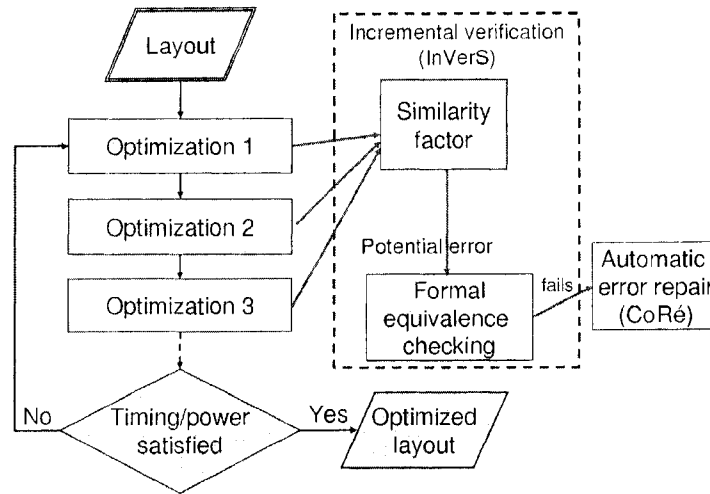 Layout
Incremental verification
(InVerS)
Optimization 1
Similarity
factor
Optimization 2
Potential error
Optimization 3
Formal
equivalence
checking
fails
Automatic
error repair
(CoRé)
No
Timing/power
satisfied
Yes
Optimized
layout